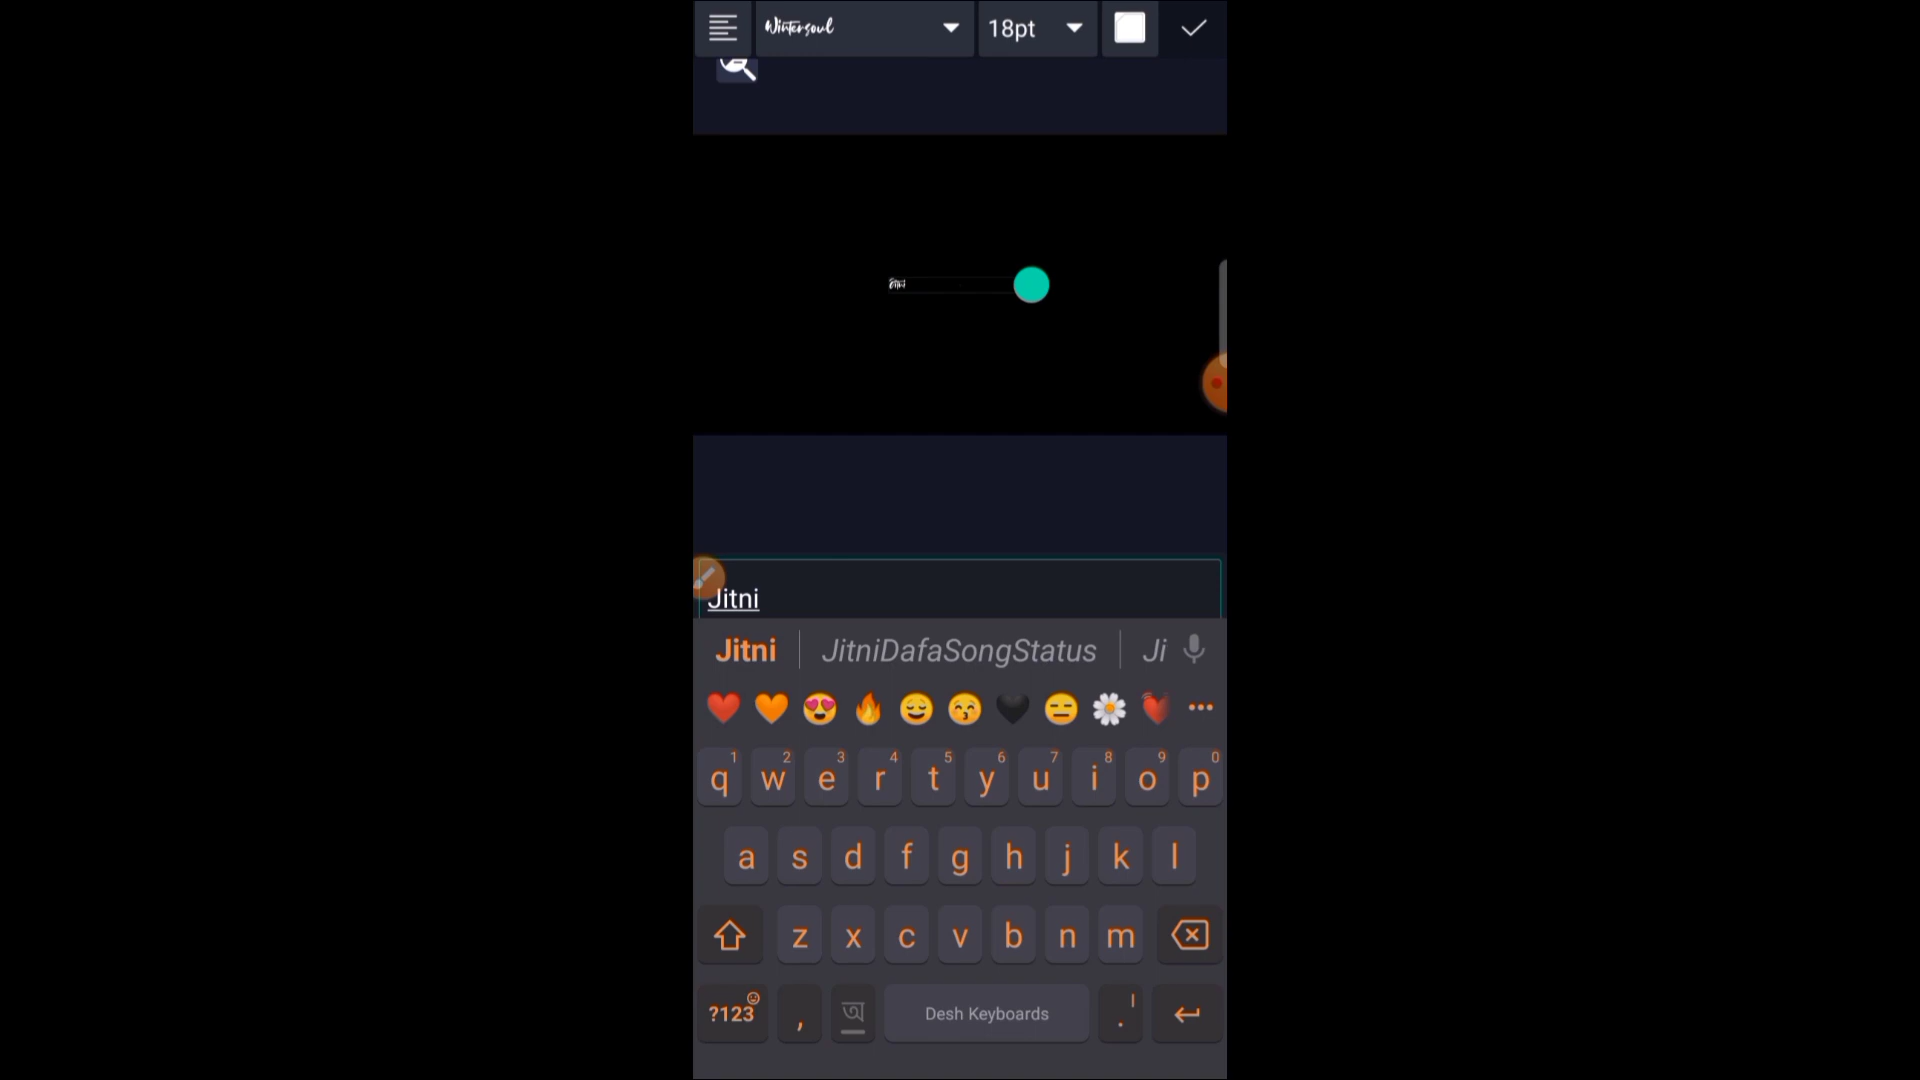 Wintersoul 18pt
Jitni
Jitni
Jitni JitniDafaSongStatus Ji
1 2 3 4 5 6 7 8 9 0
q w e r t y u i o p
a s d f g h j k l
z x c v b n m
?123 , অ Desh Keyboards . |